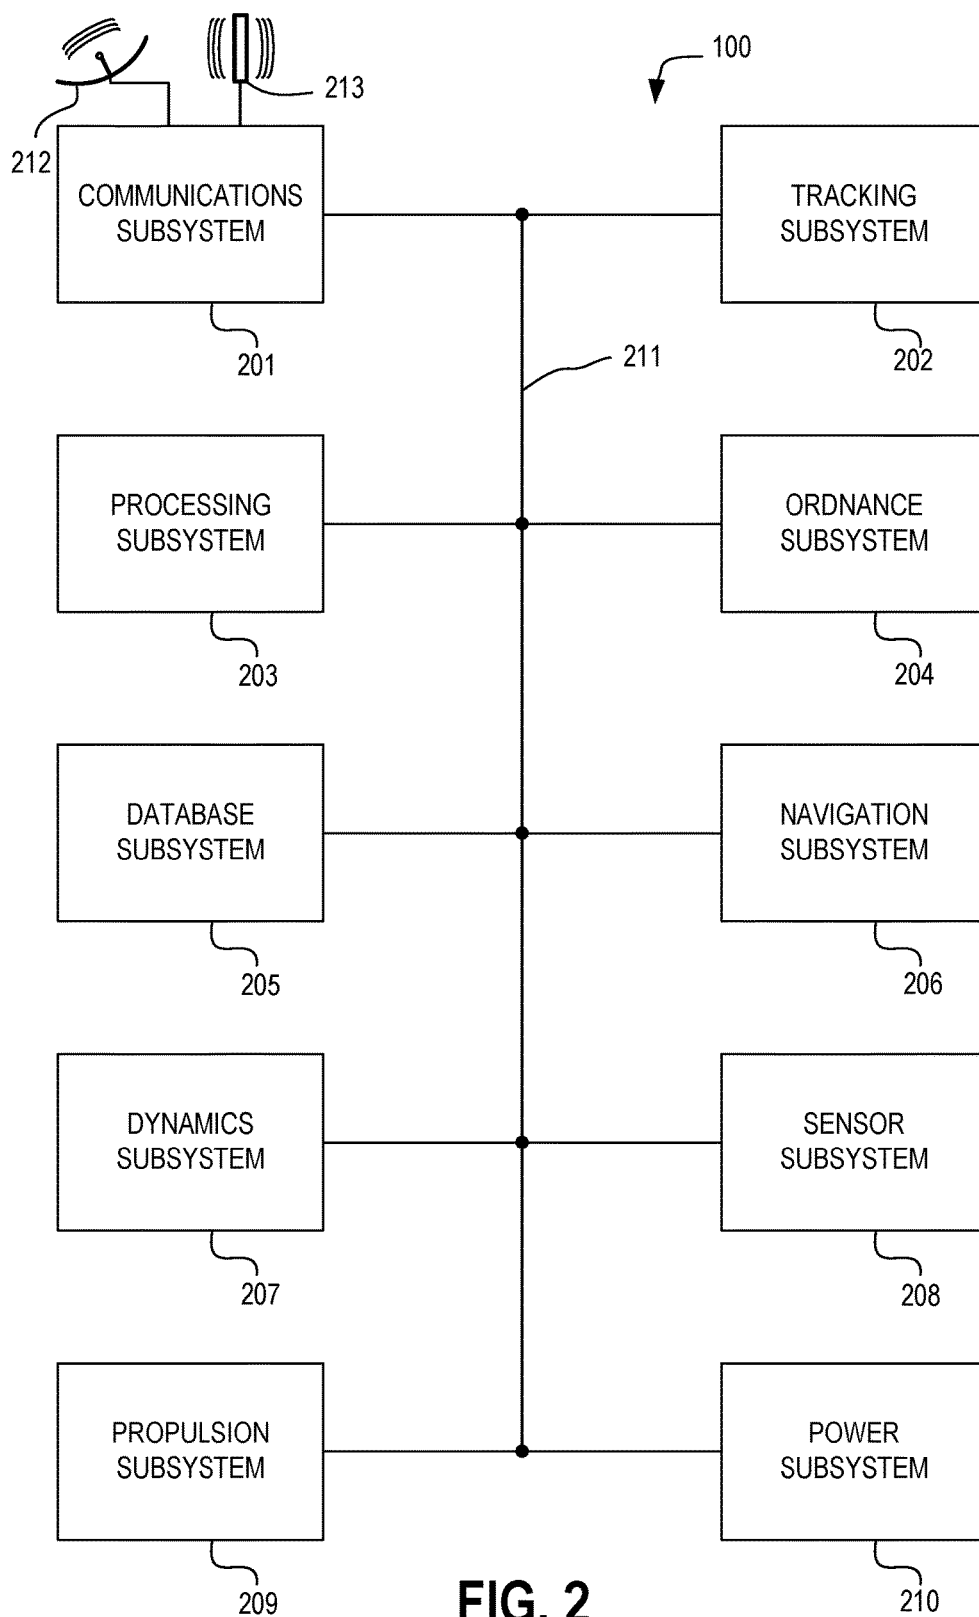 100
213
212
COMMUNICATIONS
SUBSYSTEM
TRACKING
SUBSYSTEM
201
211
202
PROCESSING
SUBSYSTEM
ORDNANCE
SUBSYSTEM
203
204
DATABASE
SUBSYSTEM
NAVIGATION
SUBSYSTEM
205
206
DYNAMICS
SUBSYSTEM
SENSOR
SUBSYSTEM
207
208
PROPULSION
SUBSYSTEM
POWER
SUBSYSTEM
209
FIG. 2
210